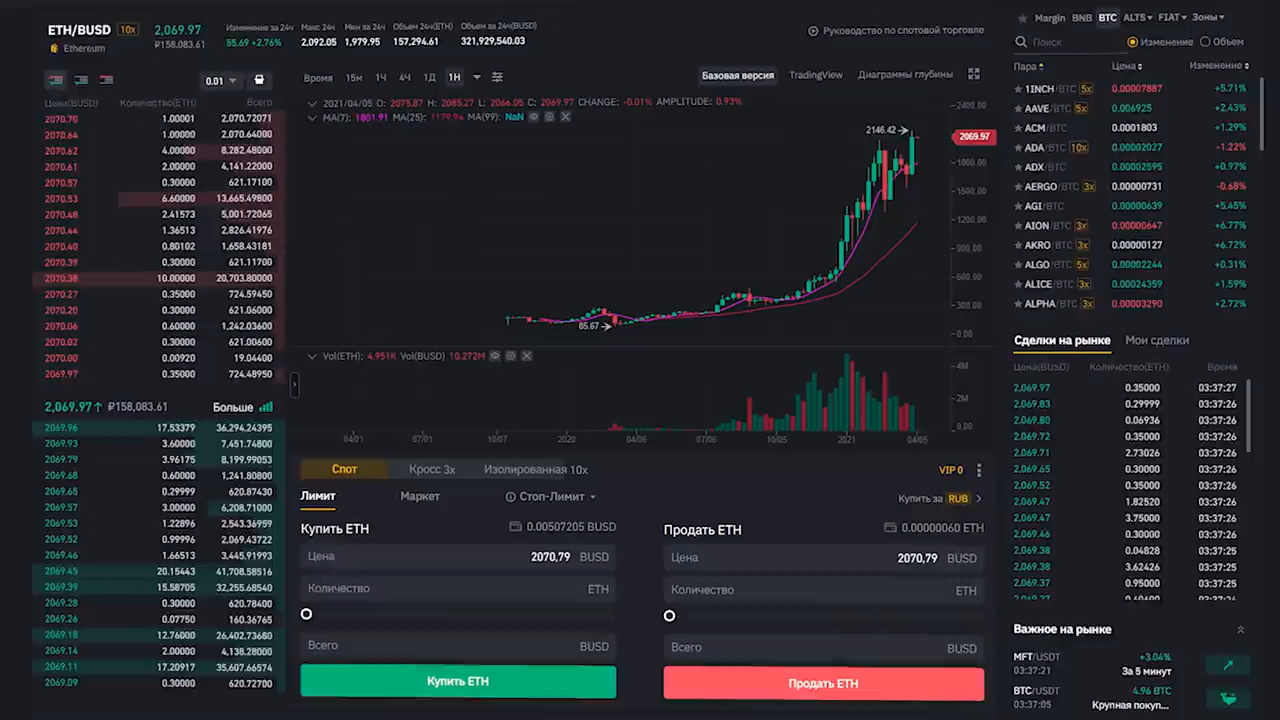 ETH/BUSD 10x
Ethereum
2,069.97
₽158,083.61
Изменение за 24ч
55.69 +2.76%
Макс 24ч
2,092.05
Мин за 24ч
1,979.95
Объем 24ч(ETH)
157,294.61
Объем за 24ч(BUSD)
321,929,540.03
Руководство по спотовой торговле
0.01
Цена(BUSD) Количество(ETH) Всего
2070.70 1.00001 2,070.72071
2070.64 1.00000 2,070.64000
2070.62 4.00000 8,282.48000
2070.61 2.00000 4,141.22000
2070.57 0.30000 621.17100
2070.53 6.60000 13,665.49800
2070.48 2.41573 5,001.72065
2070.44 1.36513 2,826.41976
2070.40 0.80102 1,658.43181
2070.39 0.30000 621.11700
2070.38 10.00000 20,703.80000
2070.27 0.35000 724.59450
2070.20 0.30000 621.06000
2070.06 0.60000 1,242.03600
2070.02 0.30000 621.00600
2070.00 0.00920 19.04400
2069.97 0.35000 724.48950
2,069.97↑ ₽158,083.61 Больше
2069.96 17.53379 36,294.24395
2069.93 3.60000 7,451.74800
2069.79 3.96175 8,199.99053
2069.68 0.60000 1,241.80800
2069.65 0.29999 620.87430
2069.57 3.00000 6,208.71000
2069.53 1.22896 2,543.36959
2069.52 0.99996 2,069.43722
2069.46 1.66513 3,445.91993
2069.45 20.15443 41,708.58516
2069.39 15.58705 32,255.68540
2069.28 0.30000 620.78400
2069.26 0.07750 160.36765
2069.18 12.76000 26,402.73680
2069.14 2.00000 4,138.28000
2069.11 17.20917 35,607.66574
2069.09 0.30000 620.72700
Время 15м 1Ч 4Ч 1Д 1Н
Базовая версия TradingView Диаграммы глубины
2021/04/05 O: 2075.87 H: 2085.27 L: 2066.05 C: 2069.97 CHANGE: -0.01% AMPLITUDE: 0.93%
MA(7): 1801.91 MA(25): 1179.94 MA(99): NaN
2146.42
85.67
2400.00
2069.97
1800.00
1500.00
1200.00
900.00
600.00
300.00
0.00
Vol(ETH): 4.951K Vol(BUSD) 10.272M
4M
2M
0.00
04/01 07/01 10/07 2020 04/06 07/06 10/05 2021 04/05
Спот Кросс 3x Изолированная 10x
VIP 0
Лимит Маркет Стоп-Лимит
Купить за RUB
Купить ETH 0.00507205 BUSD
Цена 2070,79 BUSD
Количество ETH
Всего BUSD
Купить ETH
Продать ETH 0.00000060 ETH
Цена 2070,79 BUSD
Количество ETH
Всего BUSD
Продать ETH
Margin BNB BTC ALTS FIAT Зоны
Поиск Изменение Объем
Пара Цена Изменение
1INCH/BTC 5x 0.00007887 +5.71%
AAVE/BTC 5x 0.006925 +2.43%
ACM/BTC 0.0001803 +1.29%
ADA/BTC 10x 0.00002027 -1.22%
ADX/BTC 0.00002595 +0.97%
AERGO/BTC 3x 0.00000731 -0.68%
AGI/BTC 0.00000639 +5.45%
AION/BTC 3x 0.00000647 +6.77%
AKRO/BTC 3x 0.00000127 +6.72%
ALGO/BTC 5x 0.00002244 +0.31%
ALICE/BTC 3x 0.00024359 +1.59%
ALPHA/BTC 3x 0.00003290 +2.72%
Сделки на рынке Мои сделки
Цена(BUSD) Количество(ETH) Время
2,069.97 0.35000 03:37:27
2,069.83 0.29999 03:37:26
2,069.80 0.06936 03:37:26
2,069.72 0.35000 03:37:26
2,069.71 2.73026 03:37:26
2,069.65 0.30000 03:37:26
2,069.52 0.35000 03:37:26
2,069.47 1.82520 03:37:26
2,069.47 3.75000 03:37:26
2,069.46 0.30000 03:37:26
2,069.38 0.04828 03:37:25
2,069.38 3.62426 03:37:25
2,069.37 0.95000 03:37:25
Важное на рынке
MFT/USDT +3.04%
03:37:21 За 5 минут
BTC/USDT 4.96 BTC
03:37:05 Крупная покуп...